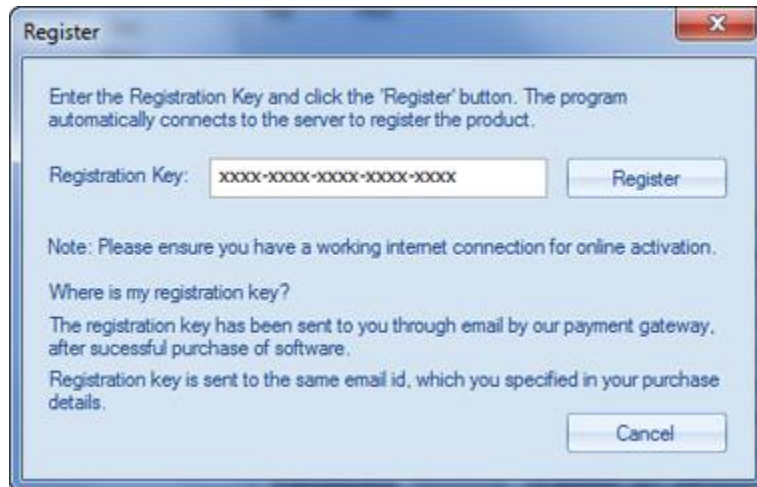 Register
Enter the Registration Key and click the 'Register' button. The program
automatically connects to the server to register the product.
Registration Key: xxxx-xxxx-xxxx-xxxx-xxxx Register
Note: Please ensure you have a working internet connection for online activation.
Where is my registration key?
The registration key has been sent to you through email by our payment gateway,
after sucessful purchase of software.
Registration key is sent to the same email id, which you specified in your purchase
details.
Cancel